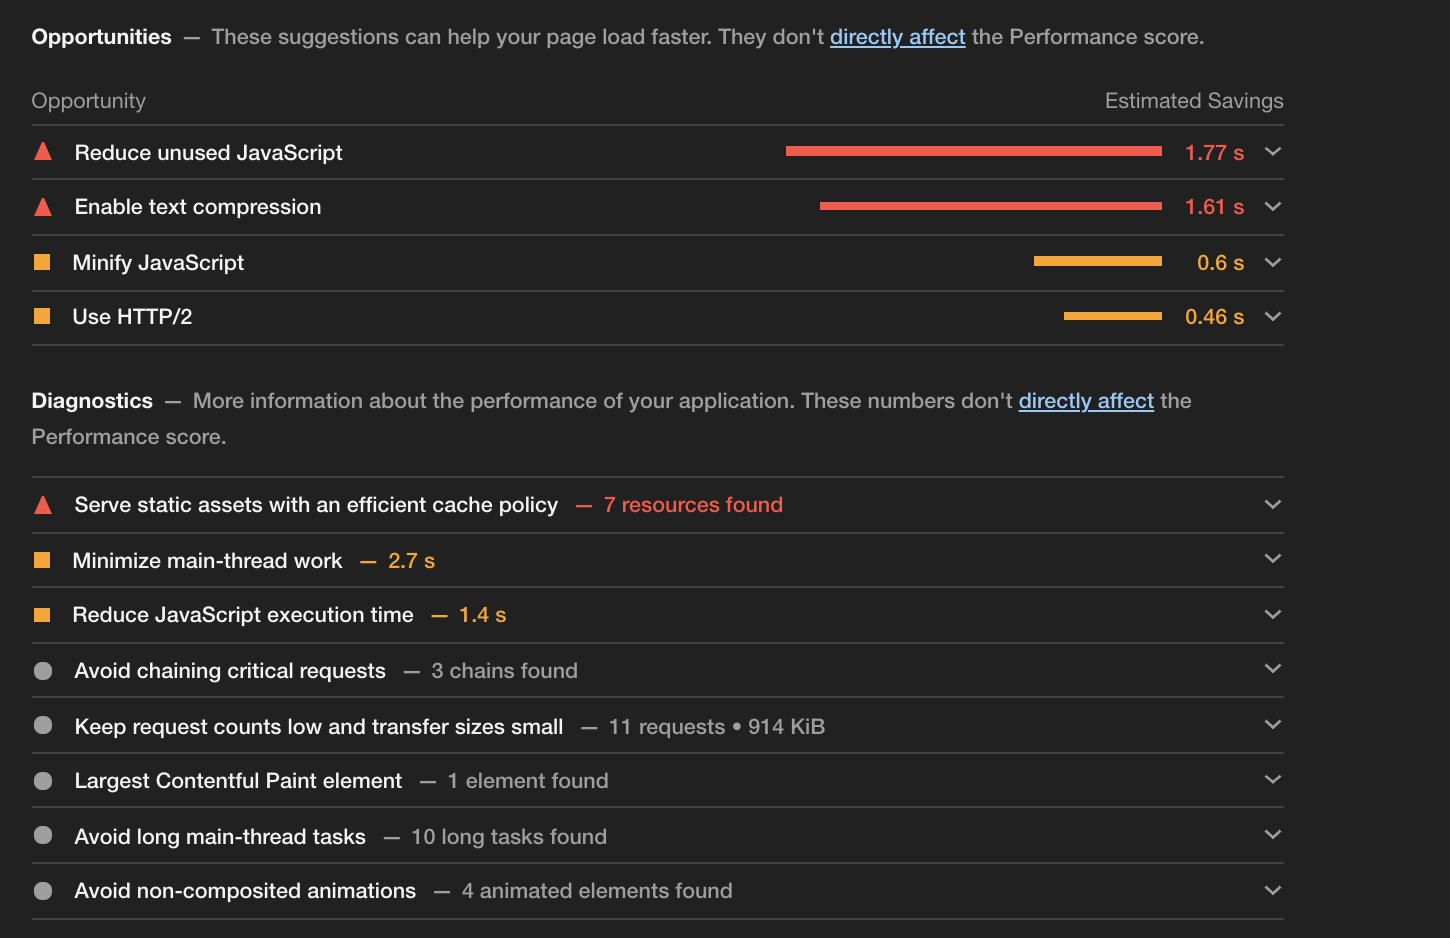 Opportunities — These suggestions can help your page load faster. They don't directly affect the Performance score.
Opportunity Estimated Savings
Reduce unused JavaScript 1.77 s
Enable text compression 1.61 s
Minify JavaScript 0.6 s
Use HTTP/2 0.46 s
Diagnostics — More information about the performance of your application. These numbers don't directly affect the
Performance score.
Serve static assets with an efficient cache policy — 7 resources found
Minimize main-thread work — 2.7 s
Reduce JavaScript execution time — 1.4 s
Avoid chaining critical requests — 3 chains found
Keep request counts low and transfer sizes small — 11 requests • 914 KiB
Largest Contentful Paint element — 1 element found
Avoid long main-thread tasks — 10 long tasks found
Avoid non-composited animations — 4 animated elements found